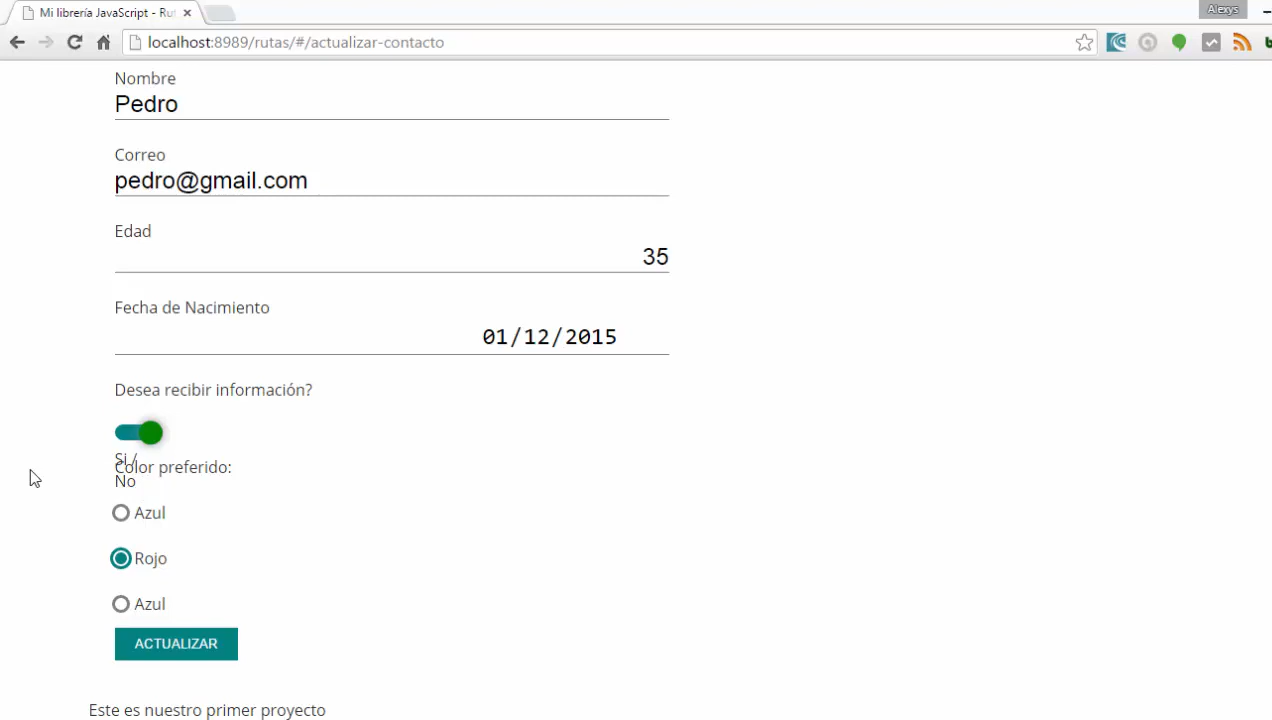 Mi librería JavaScript - Rut
Alexys
localhost:8989/rutas/#/actualizar-contacto
Nombre
Pedro
Correo
pedro@gmail.com
Edad
35
Fecha de Nacimiento
01/12/2015
Desea recibir información?
Si /
No
Color preferido:
Azul
Rojo
Azul
ACTUALIZAR
Este es nuestro primer proyecto